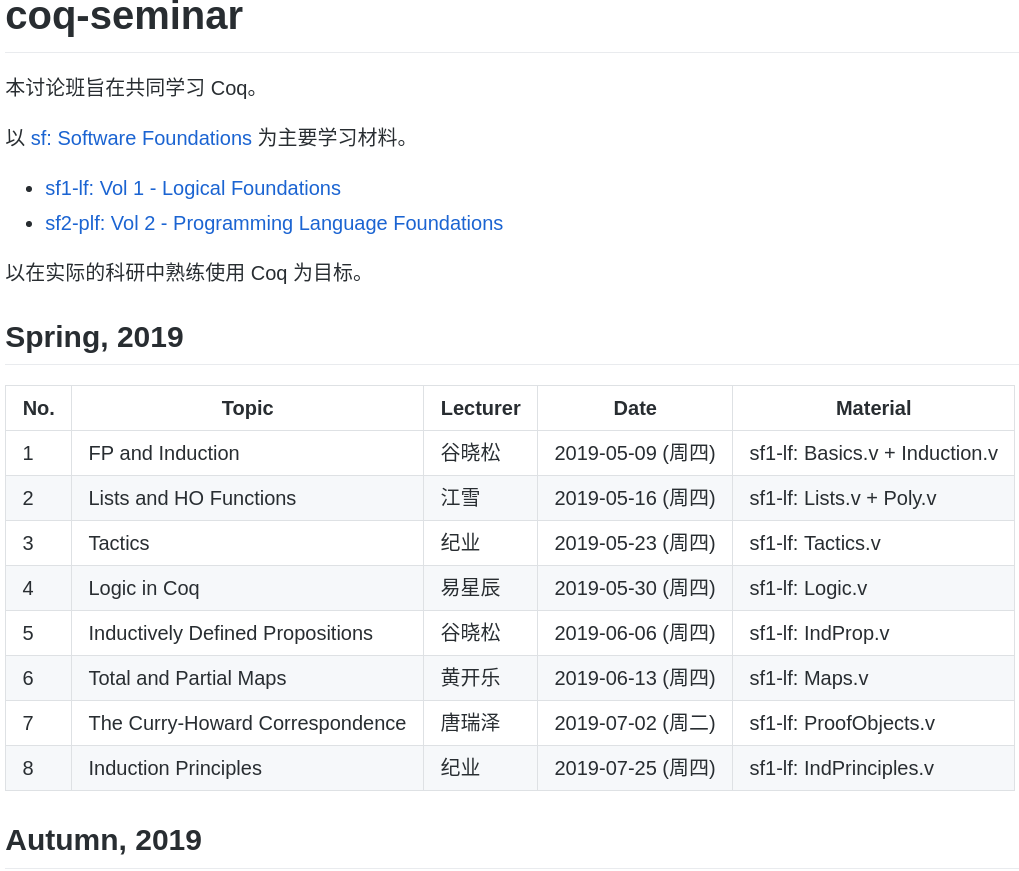 coq-seminar
本讨论班旨在共同学习 Coq。
以 sf: Software Foundations 为主要学习材料。
sf1-lf: Vol 1 - Logical Foundations
sf2-plf: Vol 2 - Programming Language Foundations
以在实际的科研中熟练使用 Coq 为目标。
Spring, 2019
No. Topic Lecturer Date Material
1 FP and Induction 谷晓松 2019-05-09 (周四) sf1-lf: Basics.v + Induction.v
2 Lists and HO Functions 江雪 2019-05-16 (周四) sf1-lf: Lists.v + Poly.v
3 Tactics 纪业 2019-05-23 (周四) sf1-lf: Tactics.v
4 Logic in Coq 易星辰 2019-05-30 (周四) sf1-lf: Logic.v
5 Inductively Defined Propositions 谷晓松 2019-06-06 (周四) sf1-lf: IndProp.v
6 Total and Partial Maps 黄开乐 2019-06-13 (周四) sf1-lf: Maps.v
7 The Curry-Howard Correspondence 唐瑞泽 2019-07-02 (周二) sf1-lf: ProofObjects.v
8 Induction Principles 纪业 2019-07-25 (周四) sf1-lf: IndPrinciples.v
Autumn, 2019